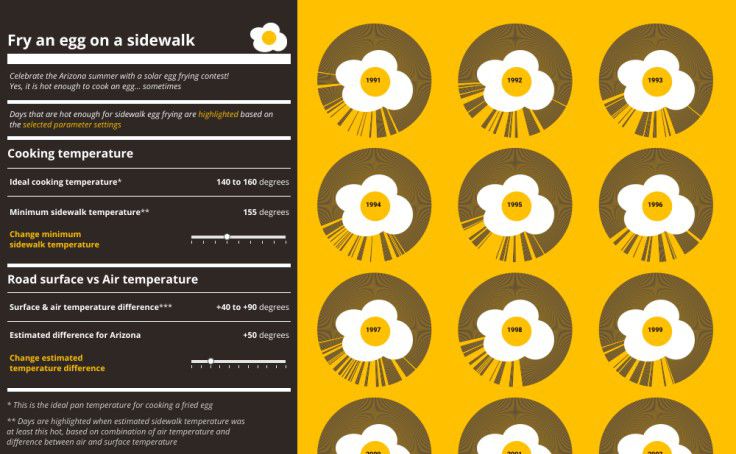 Fry an egg on a sidewalk
Celebrate the Arizona summer with a solar egg frying contest!
Yes, it is hot enough to cook an egg... sometimes
Days that are hot enough for sidewalk egg frying are highlighted based on
the selected parameter settings
Cooking temperature
Ideal cooking temperature* 140 to 160 degrees
Minimum sidewalk temperature** 155 degrees
Change minimum
sidewalk temperature
Road surface vs Air temperature
Surface & air temperature difference*** +40 to +90 degrees
Estimated difference for Arizona +50 degrees
Change estimated
temperature difference
* This is the ideal pan temperature for cooking a fried egg
** Days are highlighted when estimated sidewalk temperature was
at least this hot, based on combination of air temperature and
difference between air and surface temperature
1991 1992 1993
1994 1995 1996
1997 1998 1999